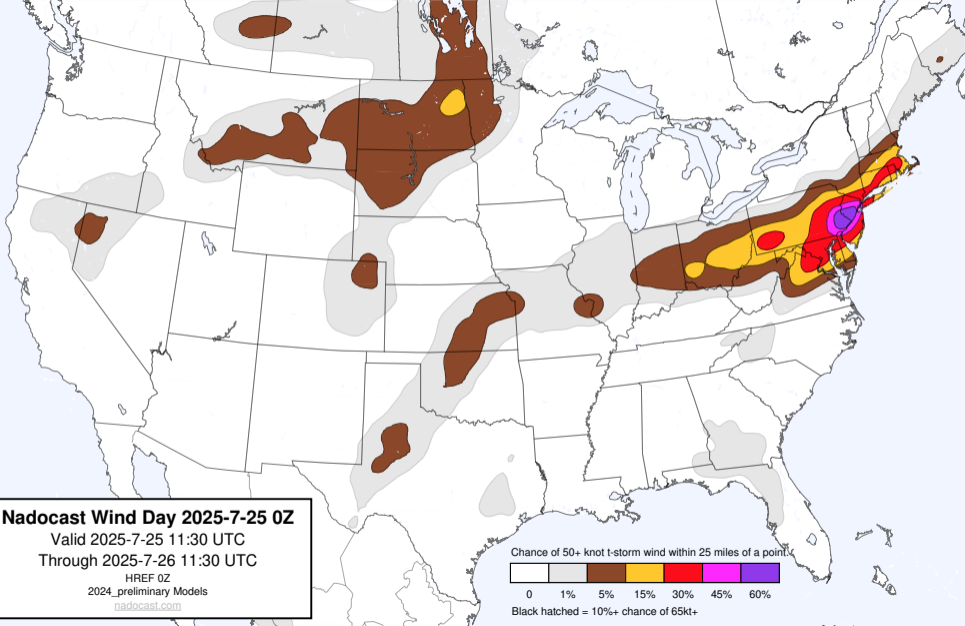 Nadocast Wind Day 2025-7-25 0Z
Valid 2025-7-25 11:30 UTC
Through 2025-7-26 11:30 UTC
HREF 0Z
2024_preliminary Models
nadocast.com
Chance of 50+ knot t-storm wind within 25 miles of a point.
0 1% 5% 15% 30% 45% 60%
Black hatched = 10%+ chance of 65kt+